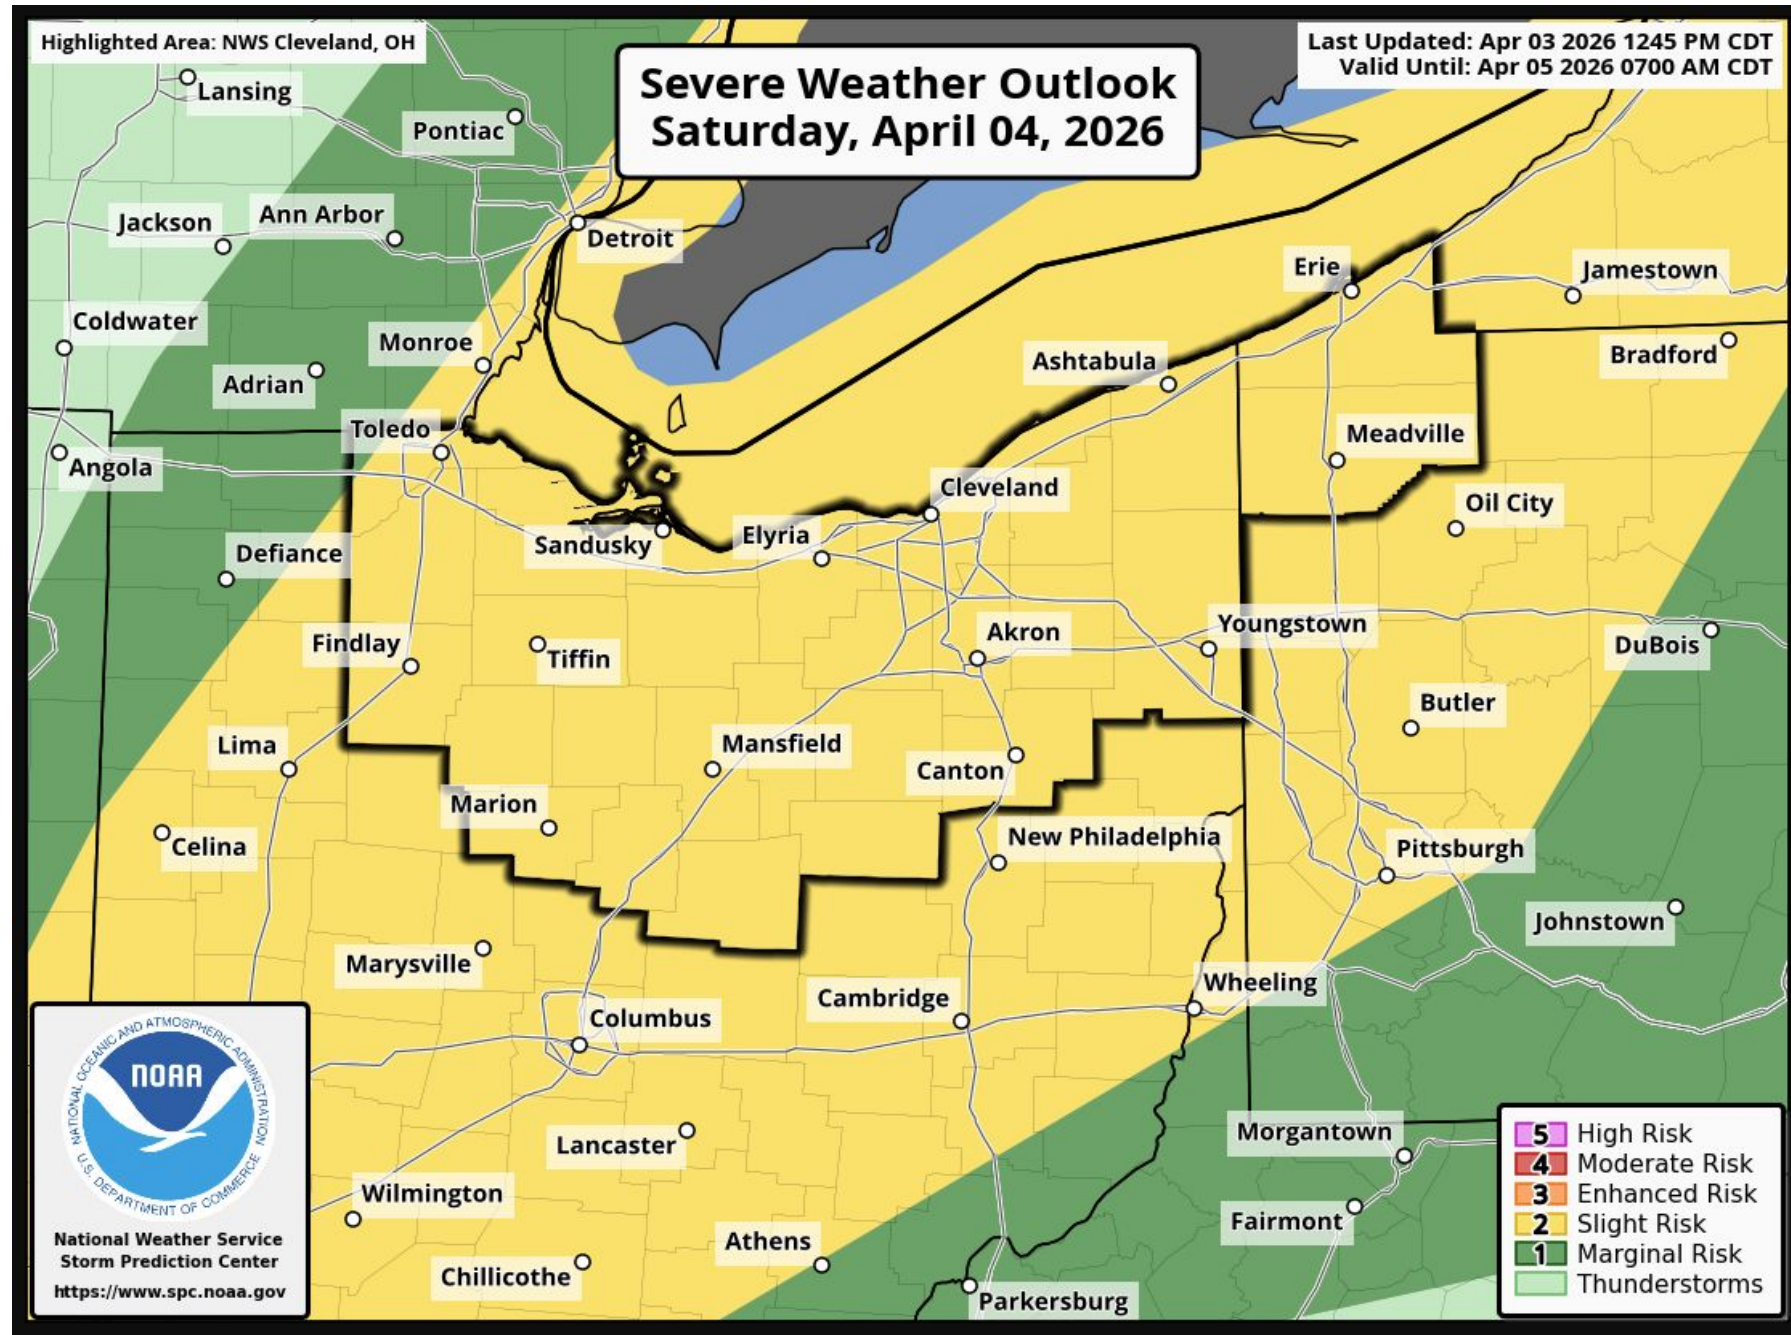 Highlighted Area: NWS Cleveland, OH
Severe Weather Outlook
Saturday, April 04, 2026
Last Updated: Apr 03 2026 1245 PM CDT
Valid Until: Apr 05 2026 0700 AM CDT
Lansing
Pontiac
Jackson
Ann Arbor
Detroit
Erie
Jamestown
Coldwater
Monroe
Ashtabula
Bradford
Adrian
Toledo
Meadville
Angola
Cleveland
Oil City
Defiance
Sandusky
Elyria
Findlay
Tiffin
Akron
Youngstown
DuBois
Butler
Lima
Mansfield
Canton
Marion
Celina
New Philadelphia
Pittsburgh
Johnstown
Marysville
Cambridge
Wheeling
Columbus
Lancaster
Morgantown
Wilmington
Fairmont
Athens
Chillicothe
Parkersburg
NATIONAL OCEANIC AND ATMOSPHERIC ADMINISTRATION
NOAA
U.S. DEPARTMENT OF COMMERCE
National Weather Service
Storm Prediction Center
https://www.spc.noaa.gov
5 High Risk
4 Moderate Risk
3 Enhanced Risk
2 Slight Risk
1 Marginal Risk
Thunderstorms